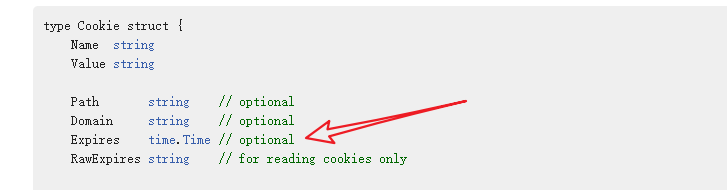 type Cookie struct {
Name string
Value string
Path string // optional
Domain string // optional
Expires time.Time // optional
RawExpires string // for reading cookies only